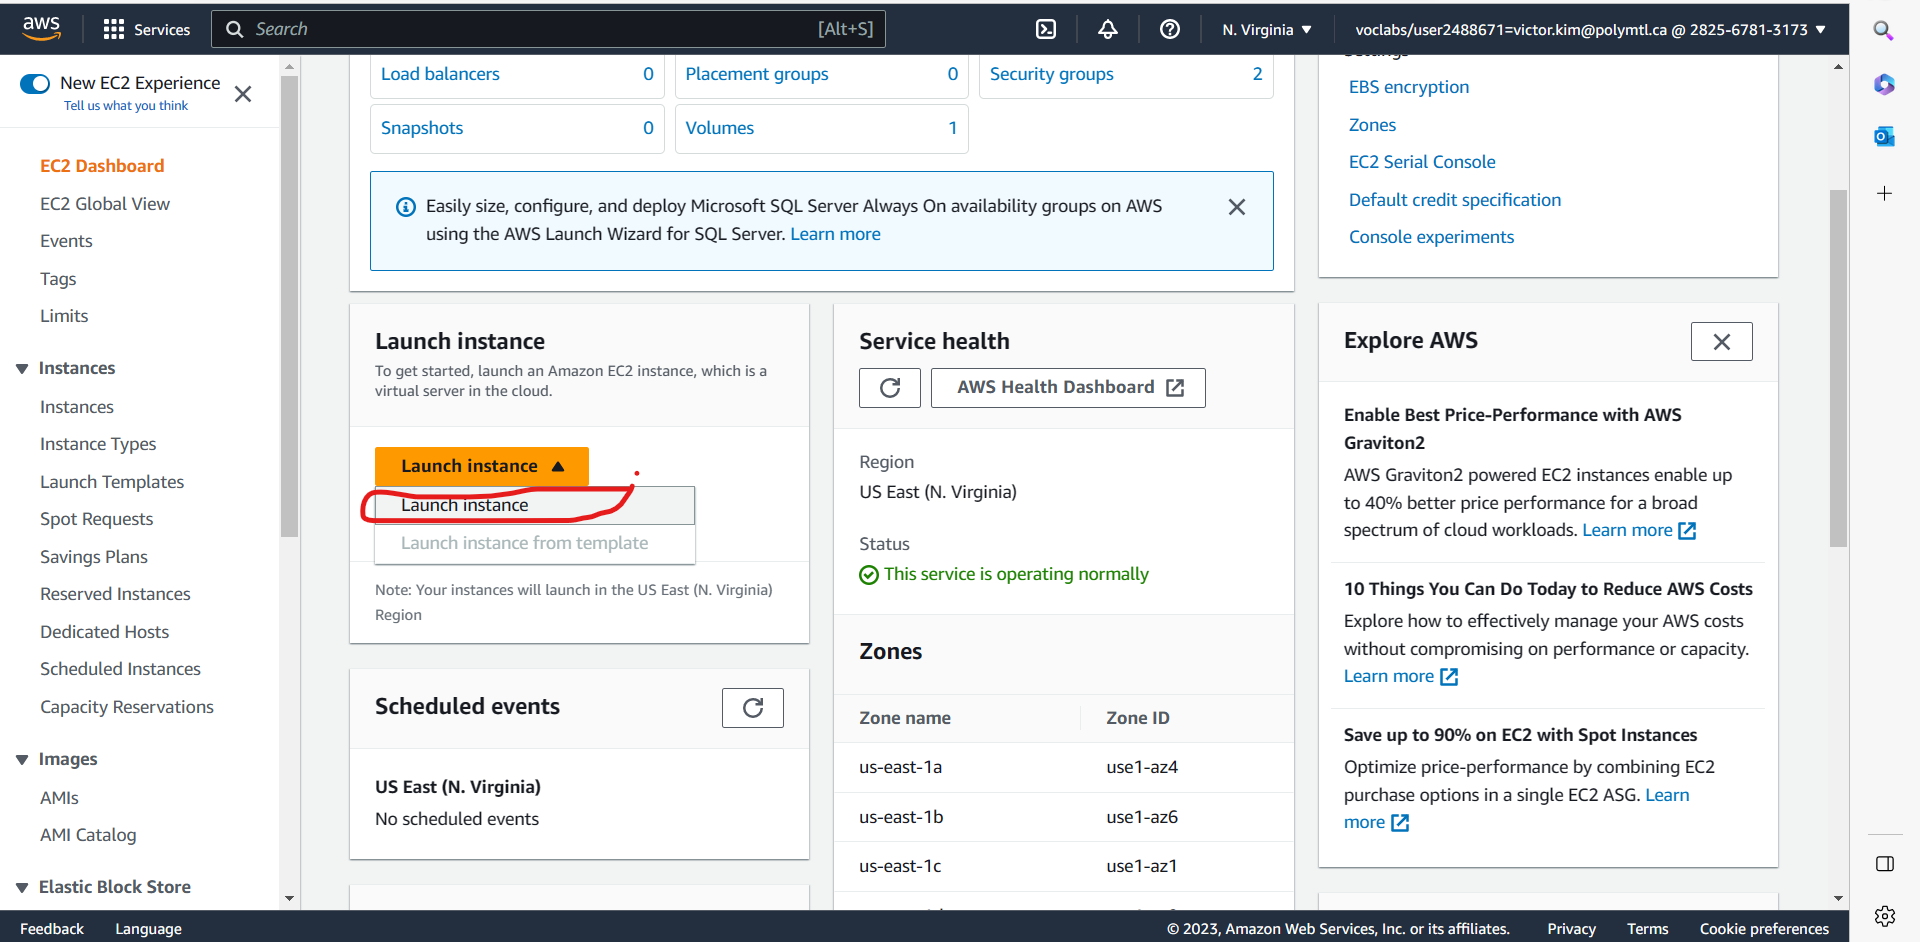 aws
Services
Search
[Alt+S]
N. Virginia
voclabs/user2488671=victor.kim@polymtl.ca @ 2825-6781-3173
New EC2 Experience
Tell us what you think
EC2 Dashboard
EC2 Global View
Events
Tags
Limits
Instances
Instances
Instance Types
Launch Templates
Spot Requests
Savings Plans
Reserved Instances
Dedicated Hosts
Scheduled Instances
Capacity Reservations
Images
AMIs
AMI Catalog
Elastic Block Store
Load balancers 0
Placement groups 0
Security groups 2
Snapshots 0
Volumes 1
Easily size, configure, and deploy Microsoft SQL Server Always On availability groups on AWS
using the AWS Launch Wizard for SQL Server. Learn more
Launch instance
To get started, launch an Amazon EC2 instance, which is a
virtual server in the cloud.
Launch instance
Launch instance
Launch instance from template
Note: Your instances will launch in the US East (N. Virginia)
Region
Scheduled events
US East (N. Virginia)
No scheduled events
Service health
AWS Health Dashboard
Region
US East (N. Virginia)
Status
This service is operating normally
Zones
Zone name Zone ID
us-east-1a use1-az4
us-east-1b use1-az6
us-east-1c use1-az1
EBS encryption
Zones
EC2 Serial Console
Default credit specification
Console experiments
Explore AWS
Enable Best Price-Performance with AWS
Graviton2
AWS Graviton2 powered EC2 instances enable up
to 40% better price performance for a broad
spectrum of cloud workloads. Learn more
10 Things You Can Do Today to Reduce AWS Costs
Explore how to effectively manage your AWS costs
without compromising on performance or capacity.
Learn more
Save up to 90% on EC2 with Spot Instances
Optimize price-performance by combining EC2
purchase options in a single EC2 ASG. Learn
more
Feedback
Language
© 2023, Amazon Web Services, Inc. or its affiliates.
Privacy
Terms
Cookie preferences